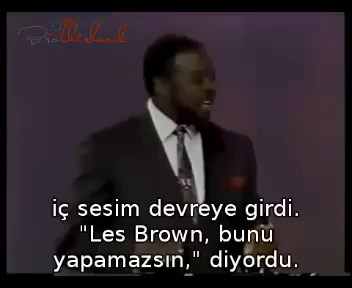 iç sesim devreye girdi.
"Les Brown, bunu
yapamazsın," diyordu.